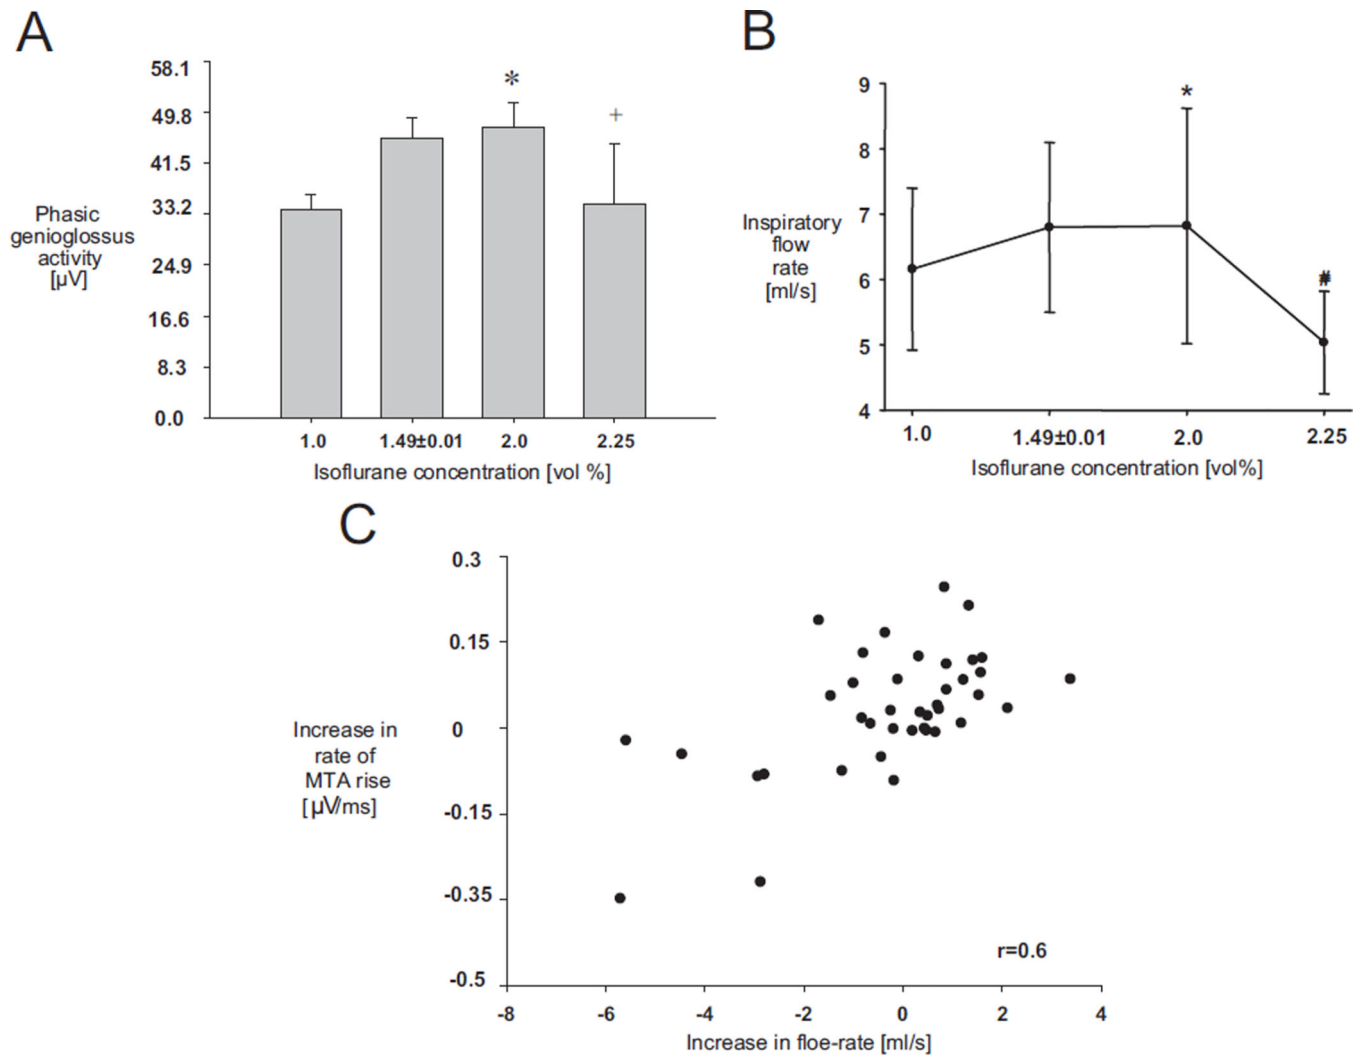 A
58.1
49.8
41.5
33.2
24.9
16.6
8.3
0.0
Phasic
genioglossus
activity
[µV]
*
+
1.0 1.49±0.01 2.0 2.25
Isoflurane concentration [vol %]
B
9
8
7
6
5
4
Inspiratory
flow
rate
[ml/s]
*
#
1.0 1.49±0.01 2.0 2.25
Isoflurane concentration [vol%]
C
0.3
0.15
0
-0.15
-0.35
-0.5
Increase in
rate of
MTA rise
[µV/ms]
r=0.6
-8 -6 -4 -2 0 2 4
Increase in floe-rate [ml/s]